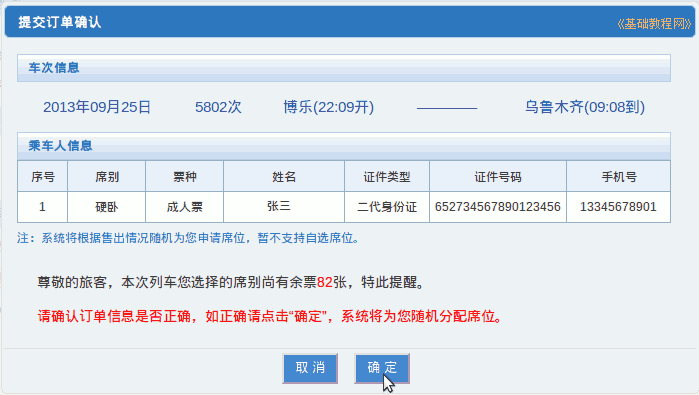 提交订单确认 《基础教程网》
车次信息
2013年09月25日 5802次 博乐(22:09开) ———— 乌鲁木齐(09:08到)
乘车人信息
序号 席别 票种 姓名 证件类型 证件号码 手机号
1 硬卧 成人票 张三 二代身份证 652734567890123456 13345678901
注：系统将根据售出情况随机为您申请席位，暂不支持自选席位。
尊敬的旅客，本次列车您选择的席别尚有余票82张，特此提醒。
请确认订单信息是否正确，如正确请点击“确定”，系统将为您随机分配席位。
取 消 确 定